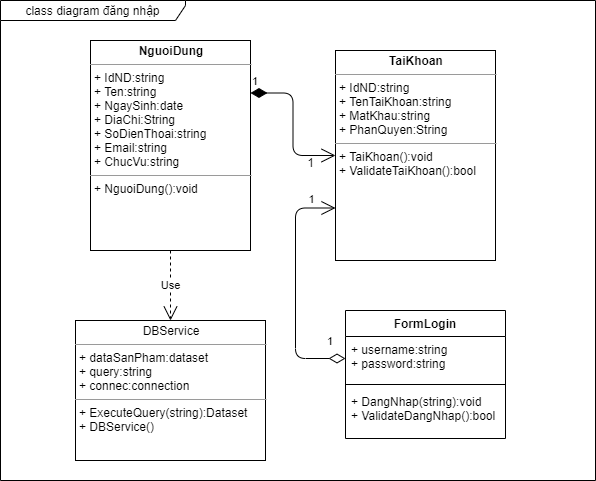 class diagram đăng nhập
NguoiDung
+ IdND:string
+ Ten:string
+ NgaySinh:date
+ DiaChi:String
+ SoDienThoai:string
+ Email:string
+ ChucVu:string
+ NguoiDung():void
1
1
TaiKhoan
+ IdND:string
+ TenTaiKhoan:string
+ MatKhau:string
+ PhanQuyen:String
+ TaiKhoan():void
+ ValidateTaiKhoan():bool
1
1
Use
DBService
+ dataSanPham:dataset
+ query:string
+ connec:connection
+ ExecuteQuery(string):Dataset
+ DBService()
FormLogin
+ username:string
+ password:string
+ DangNhap(string):void
+ ValidateDangNhap():bool